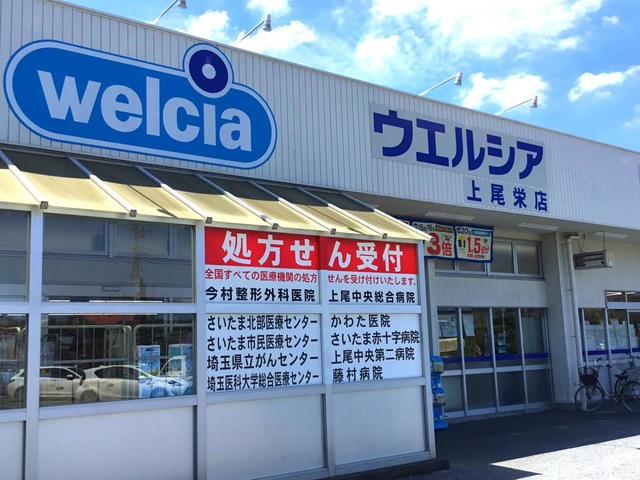 welcia
ウエルシア
上尾栄店
3倍
20日
1.5倍
処方せん受付
全国すべての医療機関の処方せんを受け付けいたします。
今村整形外科医院
上尾中央総合病院
さいたま北部医療センター
さいたま市民医療センター
埼玉県立がんセンター
埼玉医科大学総合医療センター
かわた医院
さいたま赤十字病院
上尾中央第二病院
藤村病院